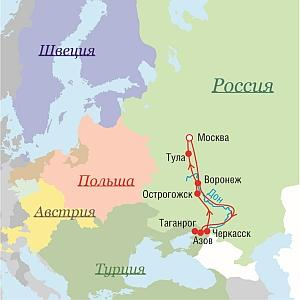 Швеция
Россия
Москва
Тула
Польша
Воронеж
Острогожск
Дон
Австрия
Таганрог
Черкасск
Азов
Турция